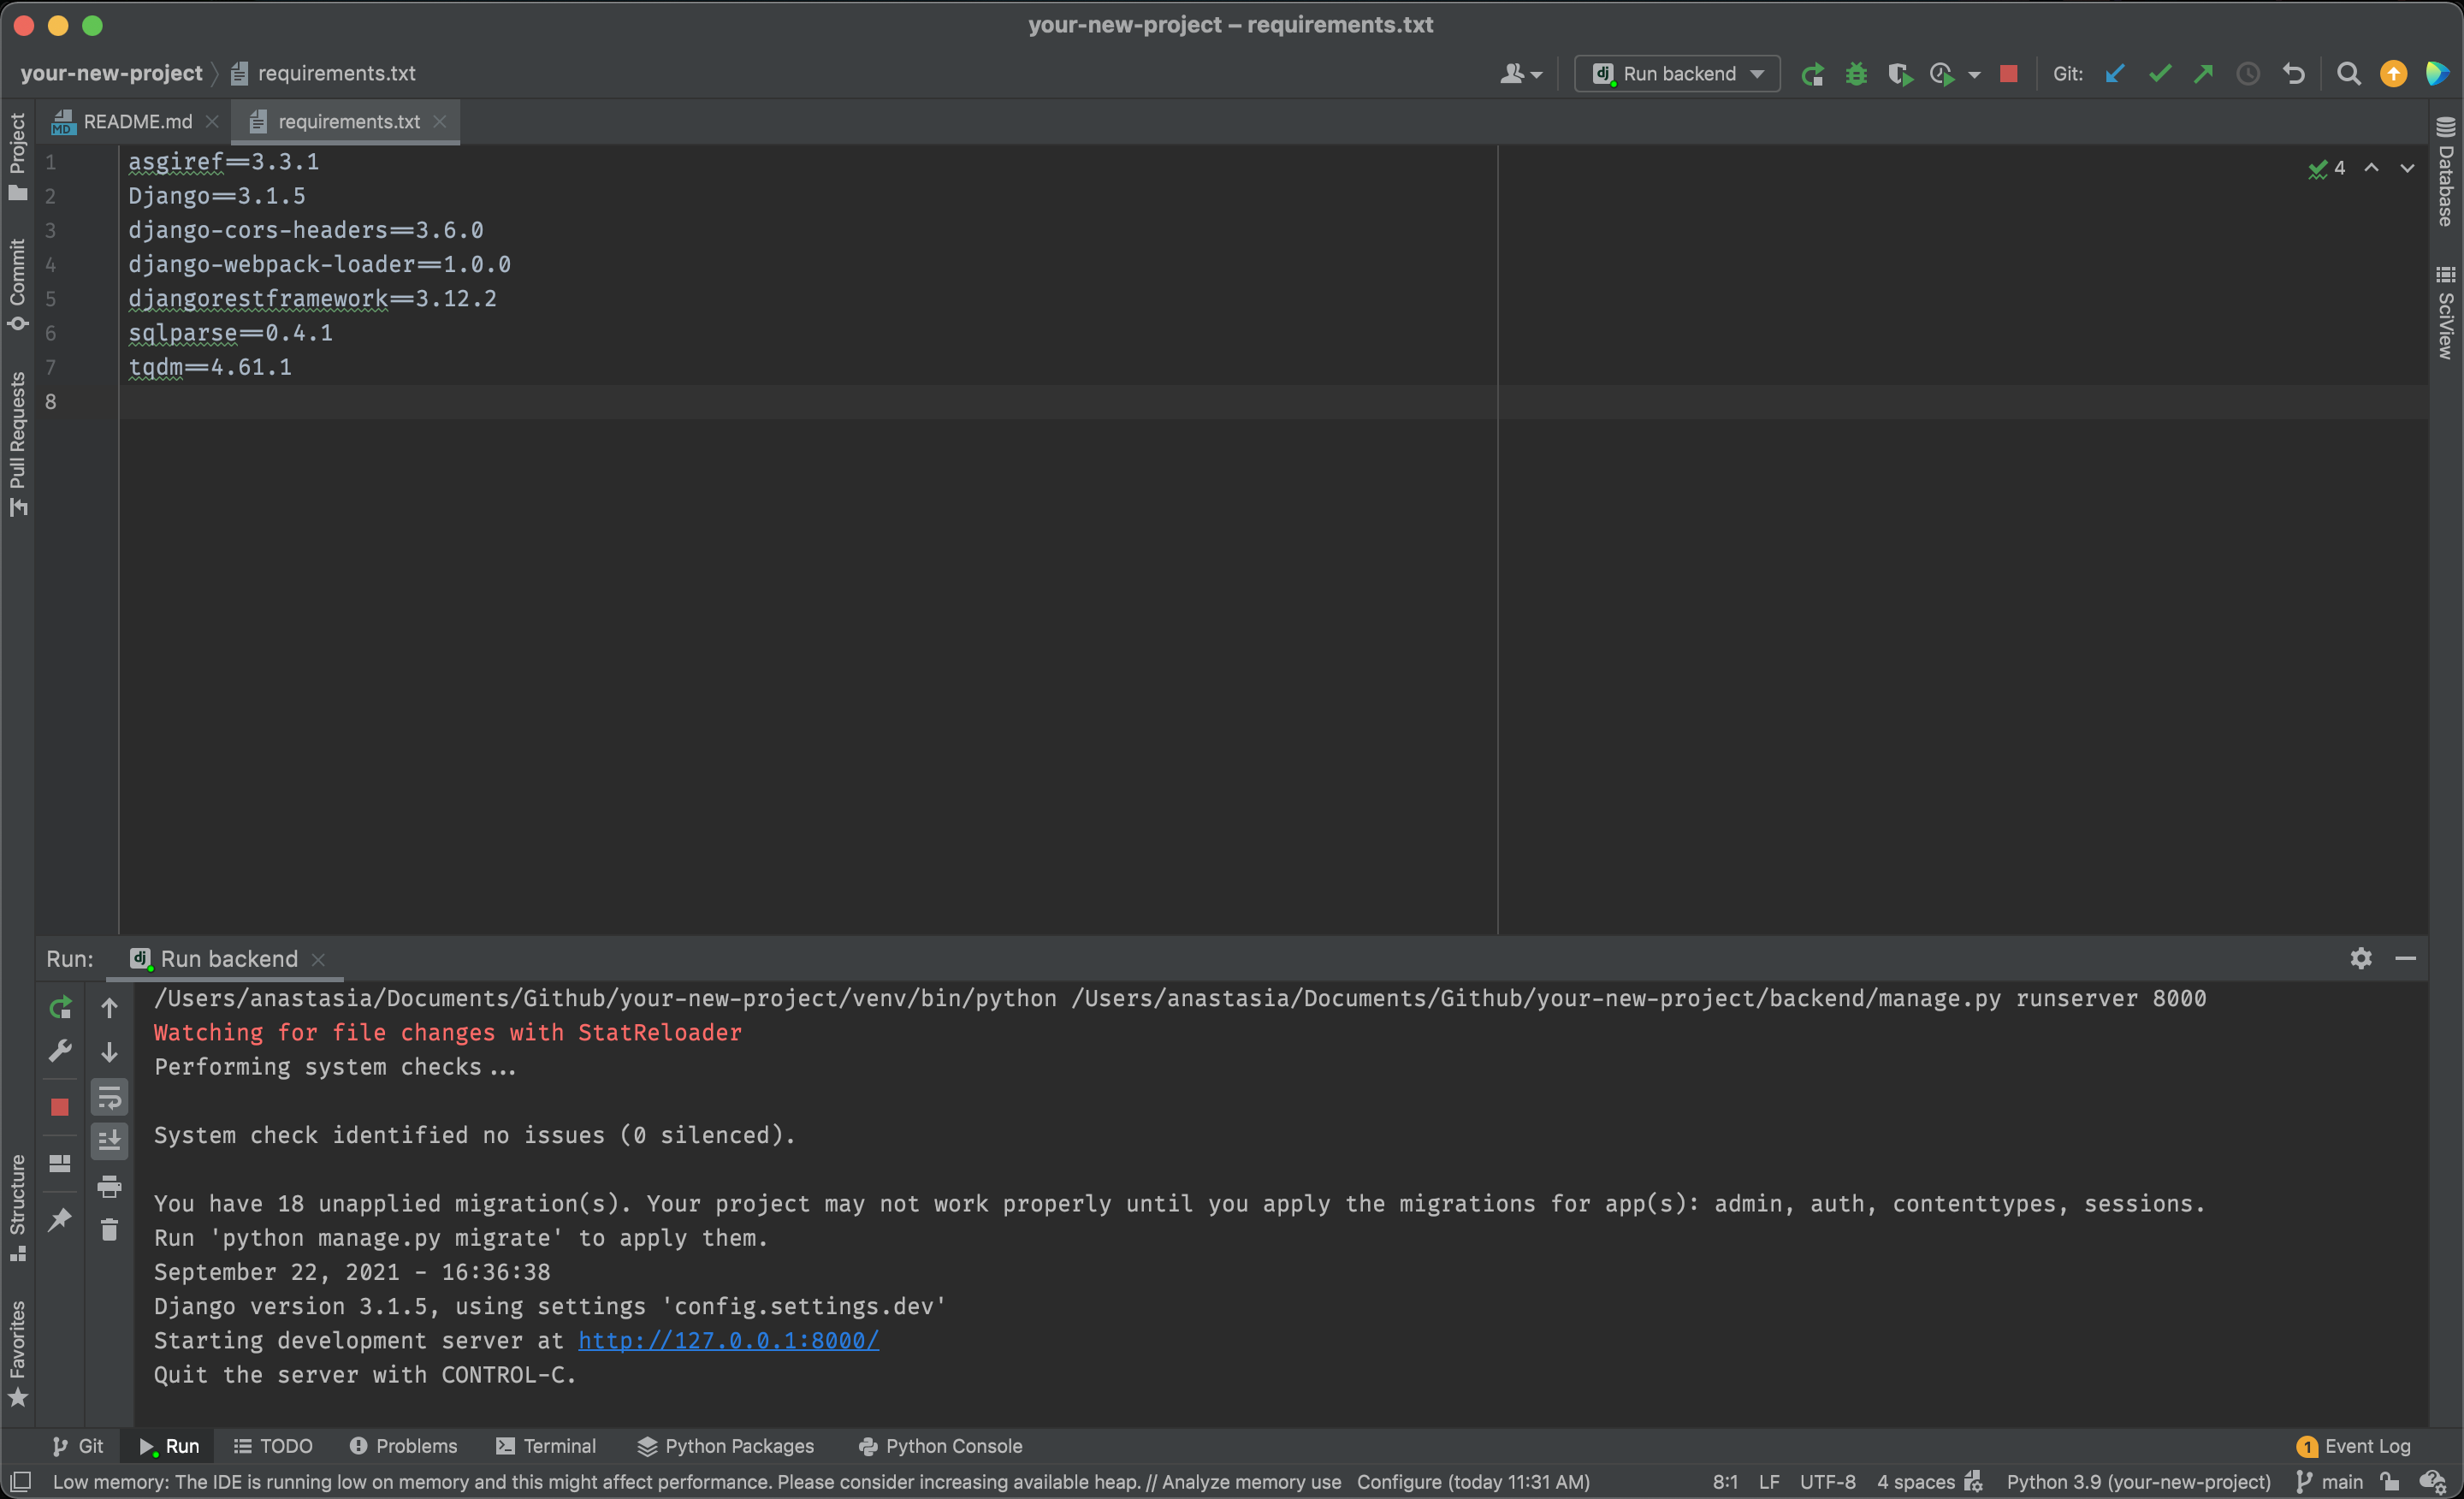 your-new-project – requirements.txt
your-new-project
requirements.txt
Run backend
Git:
README.md
requirements.txt
Project
Commit
Pull Requests
Structure
Favorites
Database
SciView
4
1 asgiref==3.3.1
2 Django==3.1.5
3 django-cors-headers==3.6.0
4 django-webpack-loader==1.0.0
5 djangorestframework==3.12.2
6 sqlparse==0.4.1
7 tqdm==4.61.1
8
Run: Run backend
/Users/anastasia/Documents/Github/your-new-project/venv/bin/python /Users/anastasia/Documents/Github/your-new-project/backend/manage.py runserver 8000
Watching for file changes with StatReloader
Performing system checks...
System check identified no issues (0 silenced).
You have 18 unapplied migration(s). Your project may not work properly until you apply the migrations for app(s): admin, auth, contenttypes, sessions.
Run 'python manage.py migrate' to apply them.
September 22, 2021 - 16:36:38
Django version 3.1.5, using settings 'config.settings.dev'
Starting development server at http://127.0.0.1:8000/
Quit the server with CONTROL-C.
Git Run TODO Problems Terminal Python Packages Python Console 1 Event Log
Low memory: The IDE is running low on memory and this might affect performance. Please consider increasing available heap. // Analyze memory use Configure (today 11:31 AM) 8:1 LF UTF-8 4 spaces Python 3.9 (your-new-project) main